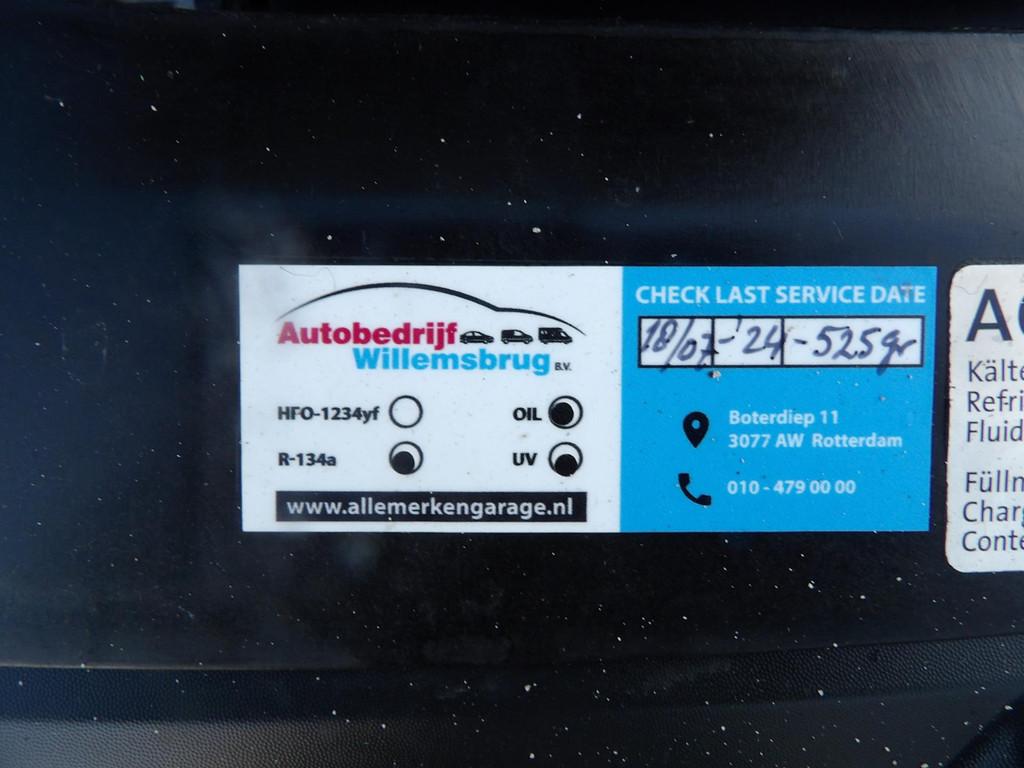 Autobedrijf
Willemsbrug B.V.
HFO-1234yf
OIL
R-134a
UV
www.allemerkengarage.nl
CHECK LAST SERVICE DATE
18/07-'24-525gr
Boterdiep 11
3077 AW Rotterdam
010 - 479 00 00
A
Kälte
Refri
Fluid
Füllm
Charg
Conte